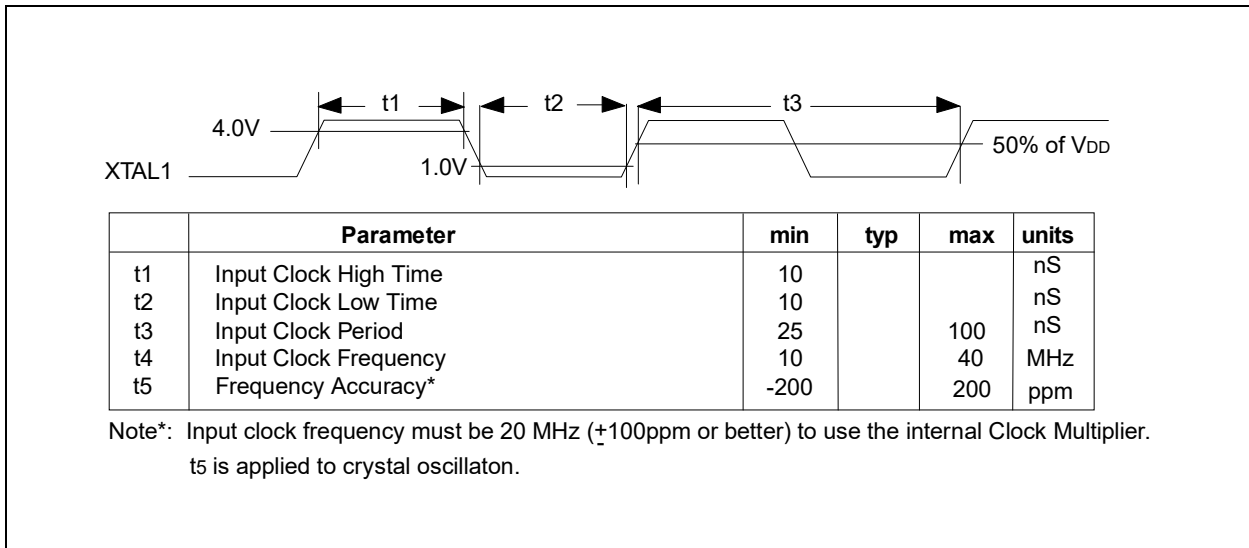 t1 t2 t3
4.0V
50% of VDD
XTAL1 1.0V
Parameter min typ max units
t1 Input Clock High Time 10 nS
t2 Input Clock Low Time 10 nS
t3 Input Clock Period 25 100 nS
t4 Input Clock Frequency 10 40 MHz
t5 Frequency Accuracy* -200 200 ppm
Note*: Input clock frequency must be 20 MHz (±100ppm or better) to use the internal Clock Multiplier.
t5 is applied to crystal oscillaton.